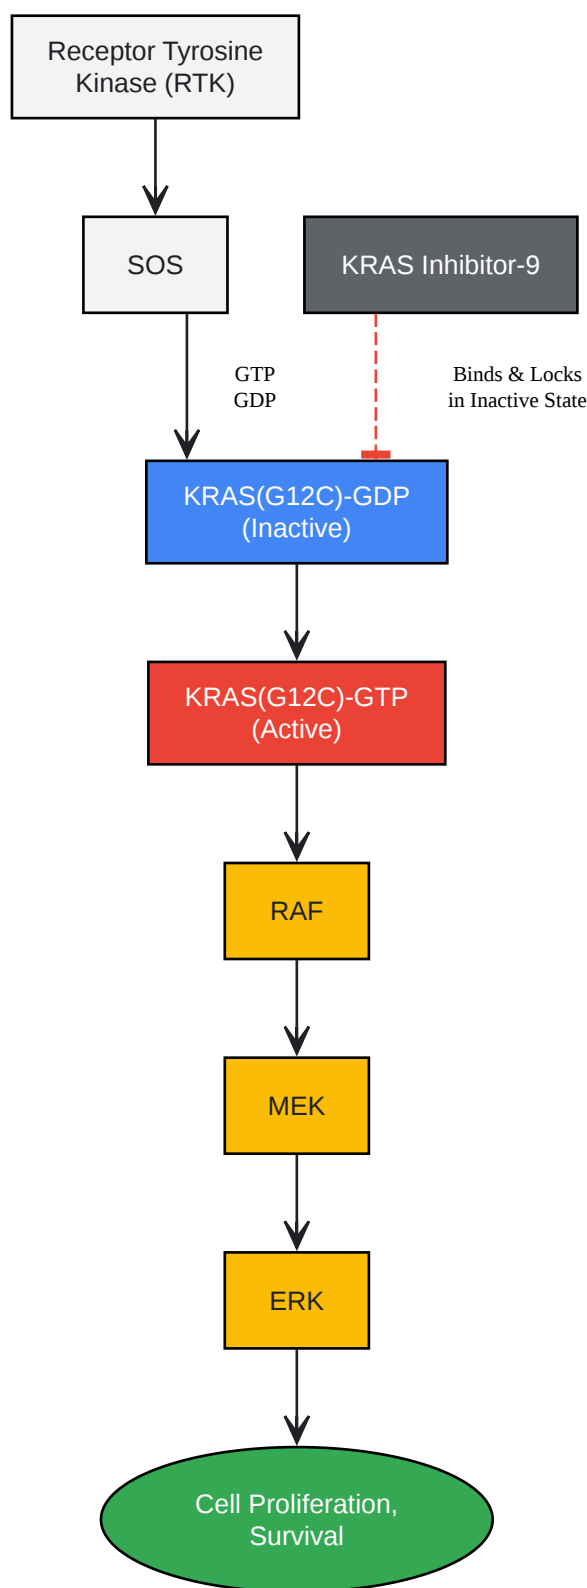 Receptor Tyrosine
Kinase (RTK)
SOS
KRAS Inhibitor-9
GTP
GDP
Binds & Locks
in Inactive State
KRAS(G12C)-GDP
(Inactive)
KRAS(G12C)-GTP
(Active)
RAF
MEK
ERK
Cell Proliferation,
Survival